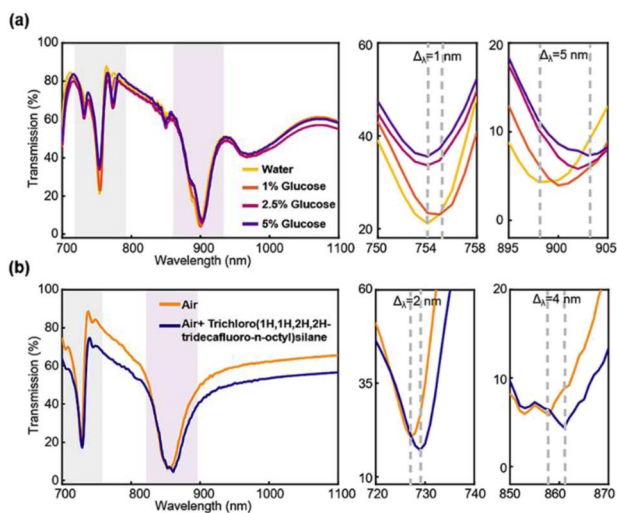 (a)
100
80
60
40
20
0
Transmission (%)
Water
1% Glucose
2.5% Glucose
5% Glucose
700 800 900 1000 1100
Wavelength (nm)
60
40
20
Δλ=1 nm
750 754 758
20
10
0
Δλ=5 nm
895 900 905
(b)
100
80
60
40
20
0
Transmission (%)
Air
Air+ Trichloro(1H,1H,2H,2H-
tridecafluoro-n-octyl)silane
700 800 900 1000 1100
Wavelength (nm)
60
35
10
Δλ=2 nm
720 730 740
20
10
0
Δλ=4 nm
850 860 870